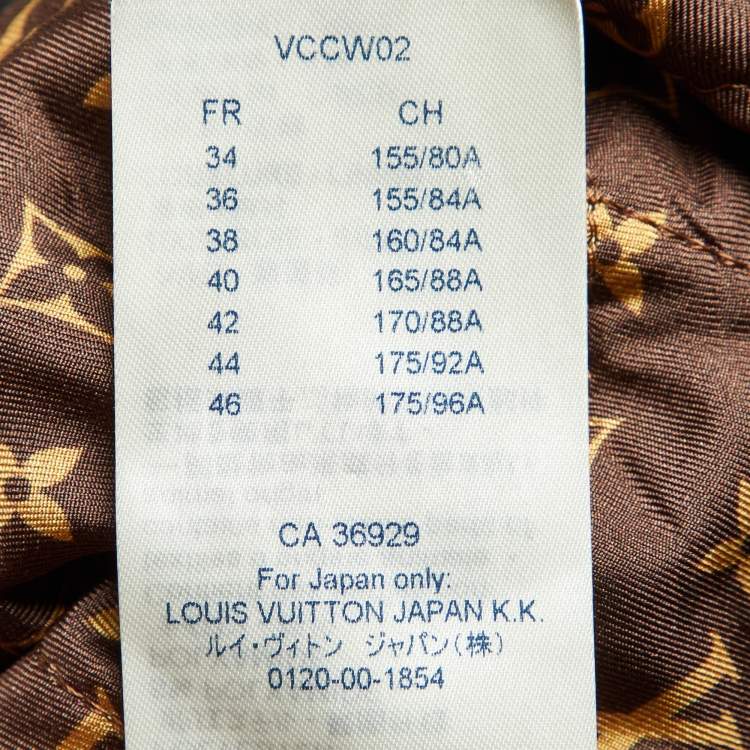 VCCW02
FR CH
34 155/80A
36 155/84A
38 160/84A
40 165/88A
42 170/88A
44 175/92A
46 175/96A
CA 36929
For Japan only:
LOUIS VUITTON JAPAN K.K.
ルイ・ヴィトン ジャパン(株)
0120-00-1854